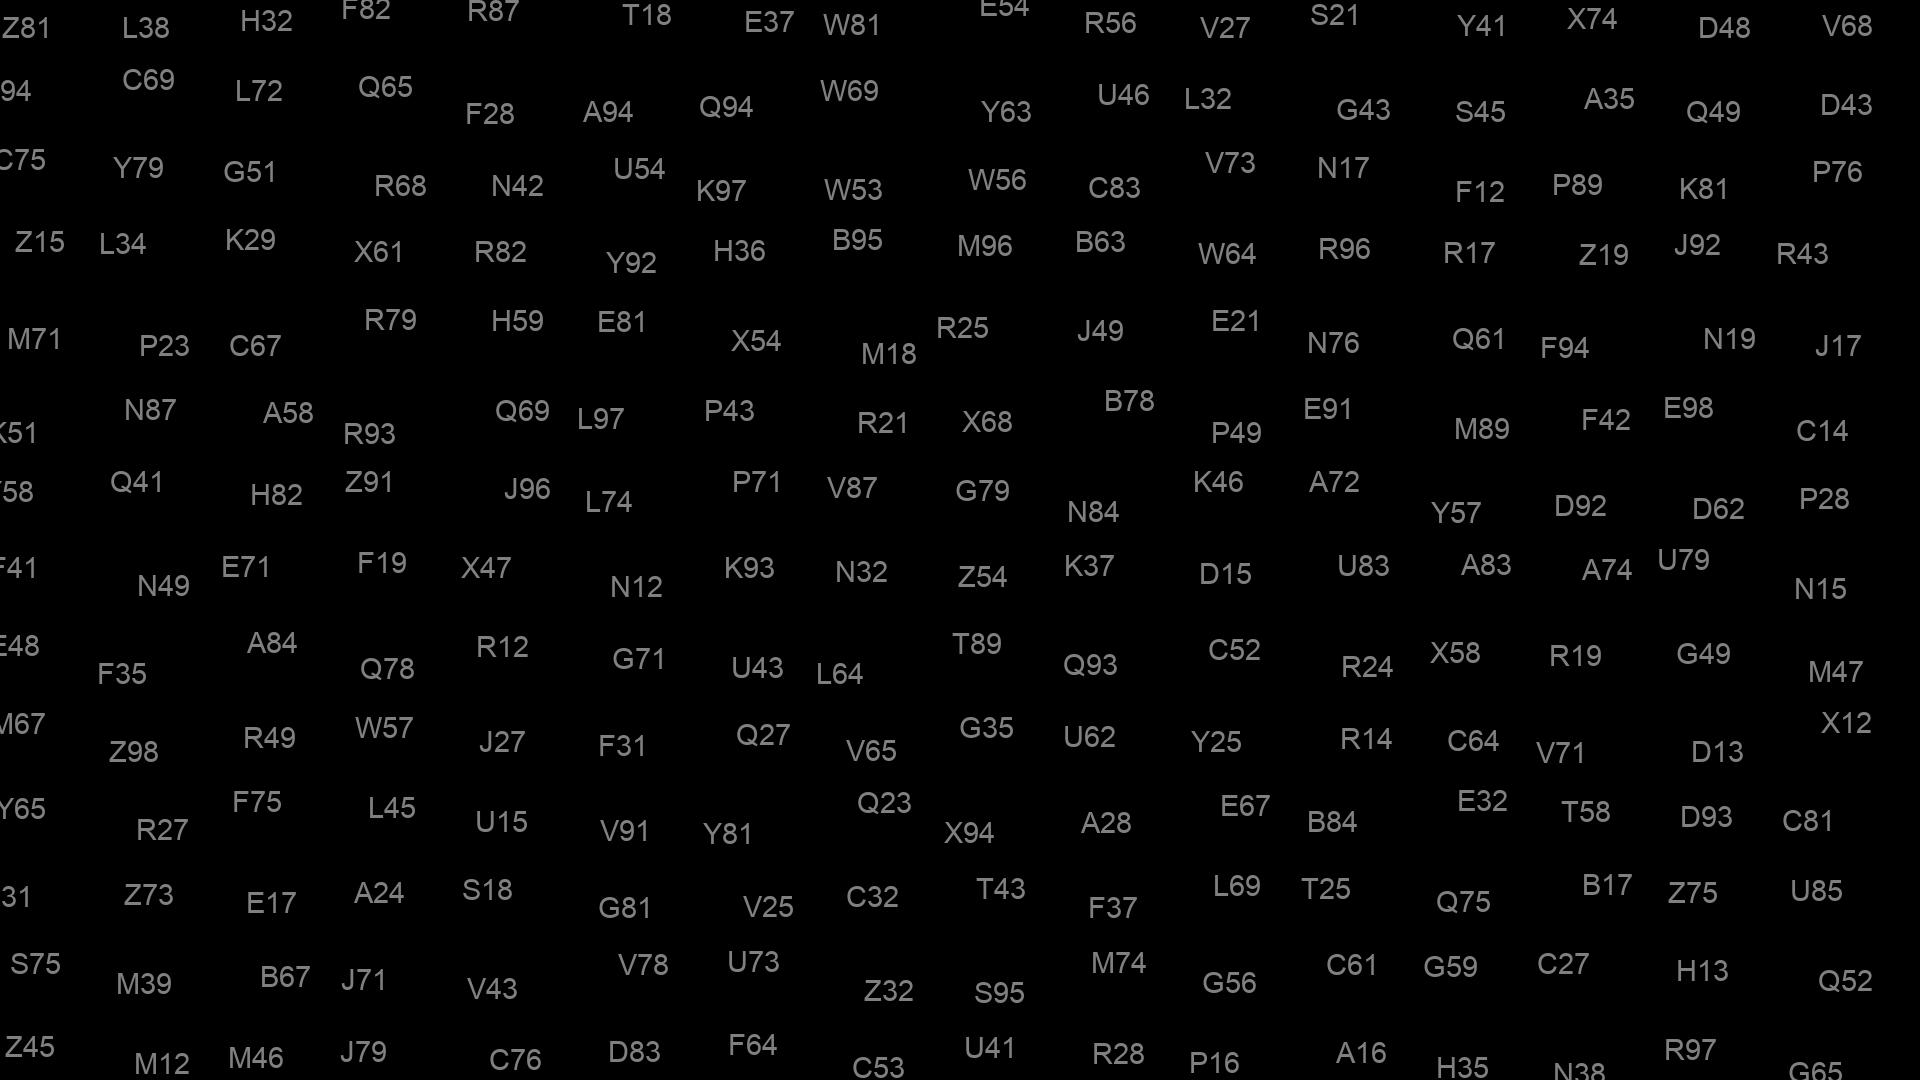 Z81 L38 H32 F82 R87 T18 E37 W81 E54 R56 V27 S21 Y41 X74 D48 V68
94 C69 L72 Q65 F28 A94 Q94 W69 Y63 U46 L32 G43 S45 A35 Q49 D43
C75 Y79 G51 R68 N42 U54 K97 W53 W56 C83 V73 N17 F12 P89 K81 P76
Z15 L34 K29 X61 R82 Y92 H36 B95 M96 B63 W64 R96 R17 Z19 J92 R43
M71 P23 C67 R79 H59 E81 X54 M18 R25 J49 E21 N76 Q61 F94 N19 J17
K51 N87 A58 R93 Q69 L97 P43 R21 X68 B78 P49 E91 M89 F42 E98 C14
58 Q41 H82 Z91 J96 L74 P71 V87 G79 N84 K46 A72 Y57 D92 D62 P28
F41 N49 E71 F19 X47 N12 K93 N32 Z54 K37 D15 U83 A83 A74 U79 N15
E48 F35 A84 Q78 R12 G71 U43 L64 T89 Q93 C52 R24 X58 R19 G49 M47
M67 Z98 R49 W57 J27 F31 Q27 V65 G35 U62 Y25 R14 C64 V71 D13 X12
Y65 R27 F75 L45 U15 V91 Y81 Q23 X94 A28 E67 B84 E32 T58 D93 C81
31 Z73 E17 A24 S18 G81 V25 C32 T43 F37 L69 T25 Q75 B17 Z75 U85
S75 M39 B67 J71 V43 V78 U73 Z32 S95 M74 G56 C61 G59 C27 H13 Q52
Z45 M12 M46 J79 C76 D83 F64 C53 U41 R28 P16 A16 H35 N38 R97 G65